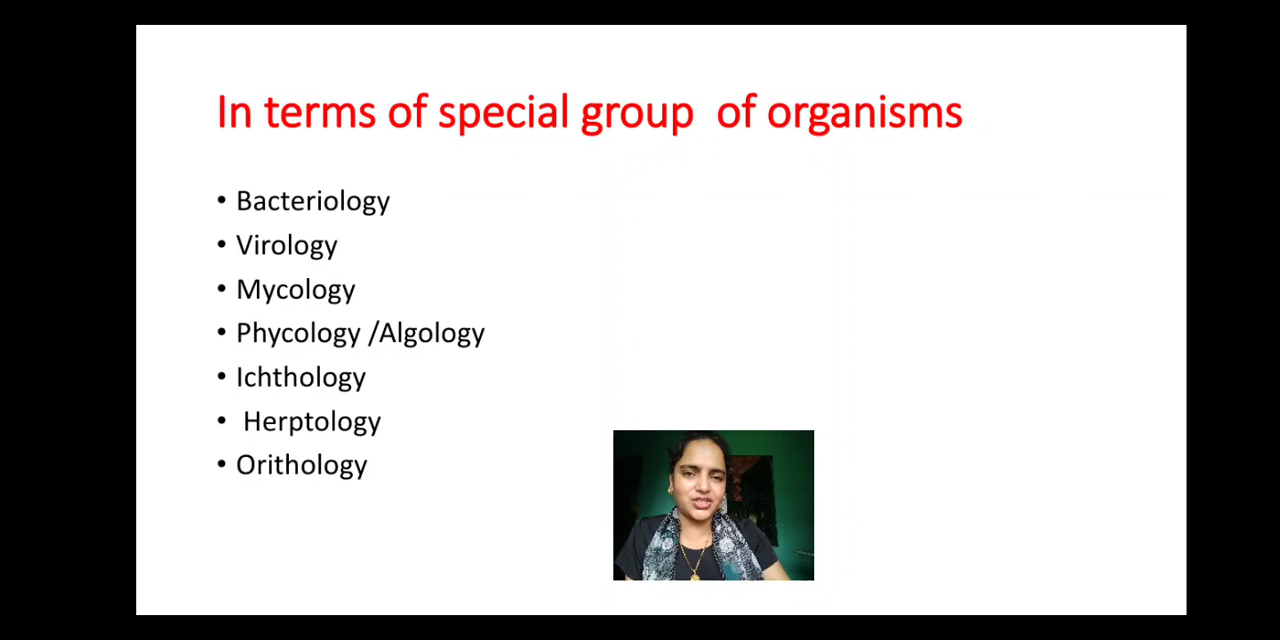 In terms of special group of organisms
• Bacteriology
• Virology
• Mycology
• Phycology /Algology
• Ichthology
• Herptology
• Orithology